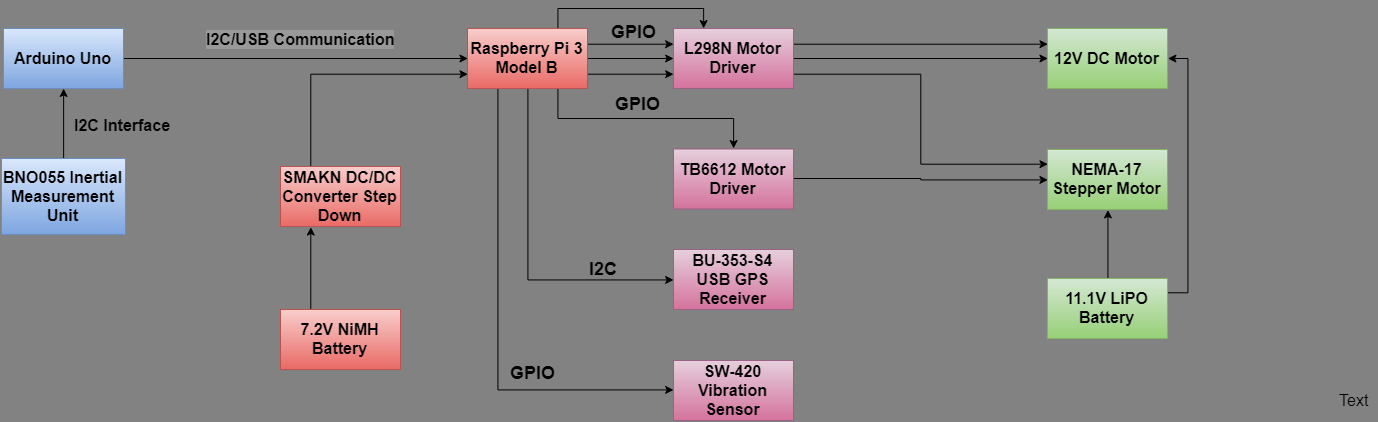 I2C/USB Communication
Arduino Uno
Raspberry Pi 3
Model B
GPIO
L298N Motor
Driver
12V DC Motor
GPIO
I2C Interface
BNO055 Inertial
Measurement
Unit
SMAKN DC/DC
Converter Step
Down
TB6612 Motor
Driver
NEMA-17
Stepper Motor
I2C
BU-353-S4
USB GPS
Receiver
11.1V LiPO
Battery
7.2V NiMH
Battery
GPIO
SW-420
Vibration
Sensor
Text